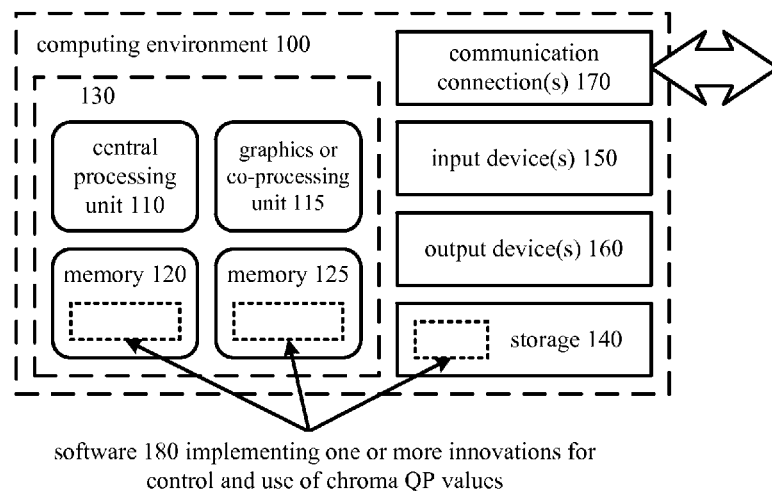 computing environment 100
communication
connection(s) 170
130
central
processing
unit 110
graphics or
co-processing
unit 115
input device(s) 150
output device(s) 160
memory 120
memory 125
storage 140
software 180 implementing one or more innovations for
control and use of chroma QP values